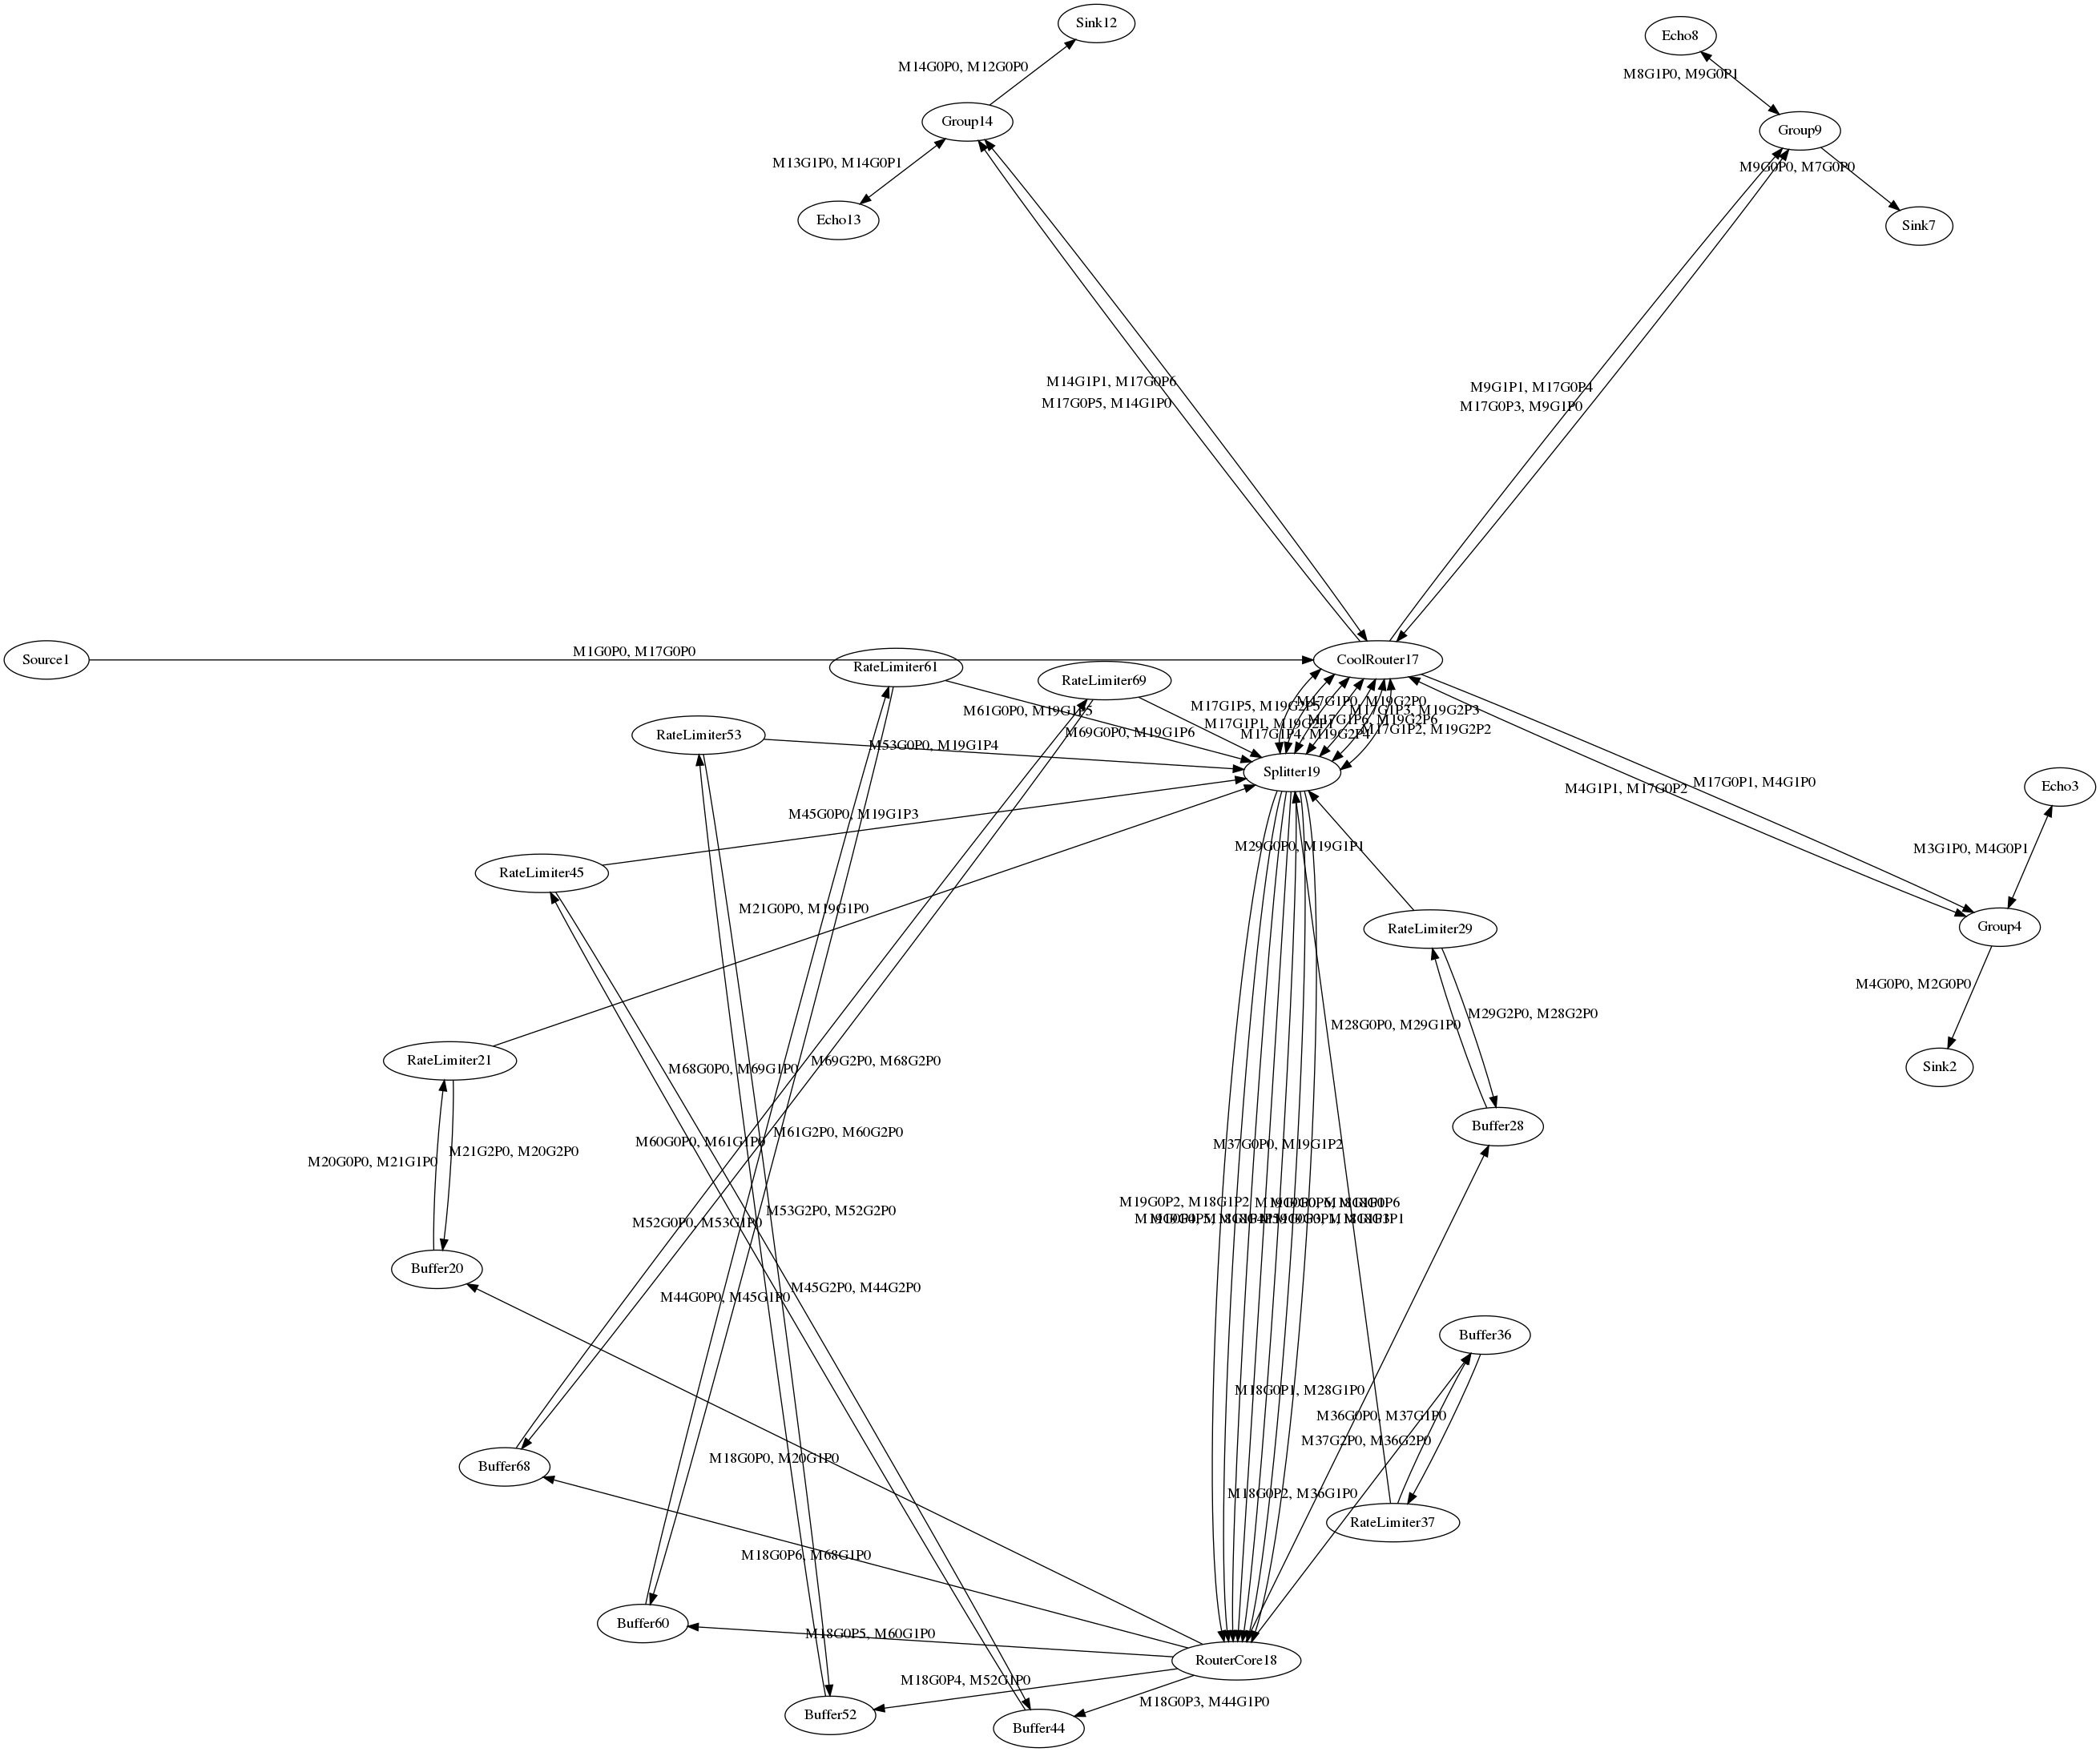 Sink12
Echo8
M14G0P0, M12G0P0
M8G1P0, M9G0P1
Group14
Group9
M13G1P0, M14G0P1
M9G0P0, M7G0P0
Echo13
Sink7
M14G1P1, M17G0P6
M9G1P1, M17G0P4
M17G0P5, M14G1P0
M17G0P3, M9G1P0
Source1
M1G0P0, M17G0P0
CoolRouter17
RateLimiter61
RateLimiter69
M17G1P0, M19G2P0
M17G1P5, M19G2P5
M17G1P3, M19G2P3
M61G0P0, M19G1P5
M17G1P1, M19G2P1
M17G1P6, M19G2P6
M17G1P2, M19G2P2
RateLimiter53
M69G0P0, M19G1P6
M17G1P4, M19G2P4
M53G0P0, M19G1P4
Splitter19
M17G0P1, M4G1P0
M4G1P1, M17G0P2
Echo3
M45G0P0, M19G1P3
M29G0P0, M19G1P1
M3G1P0, M4G0P1
RateLimiter45
M21G0P0, M19G1P0
RateLimiter29
Group4
M4G0P0, M2G0P0
M29G2P0, M28G2P0
M28G0P0, M29G1P0
RateLimiter21
M69G2P0, M68G2P0
M68G0P0, M69G1P0
Sink2
Buffer28
M61G2P0, M60G2P0
M60G0P0, M61G1P0
M37G0P0, M19G1P2
M21G2P0, M20G2P0
M20G0P0, M21G1P0
M19G0P2, M18G1P2
M53G2P0, M52G2P0
M52G0P0, M53G1P0
Buffer20
M45G2P0, M44G2P0
M44G0P0, M45G1P0
Buffer36
M18G0P1, M28G1P0
M36G0P0, M37G1P0
M37G2P0, M36G2P0
M18G0P0, M20G1P0
Buffer68
M18G0P2, M36G1P0
RateLimiter37
M18G0P6, M68G1P0
Buffer60
M18G0P5, M60G1P0
RouterCore18
M18G0P4, M52G1P0
M18G0P3, M44G1P0
Buffer52
Buffer44